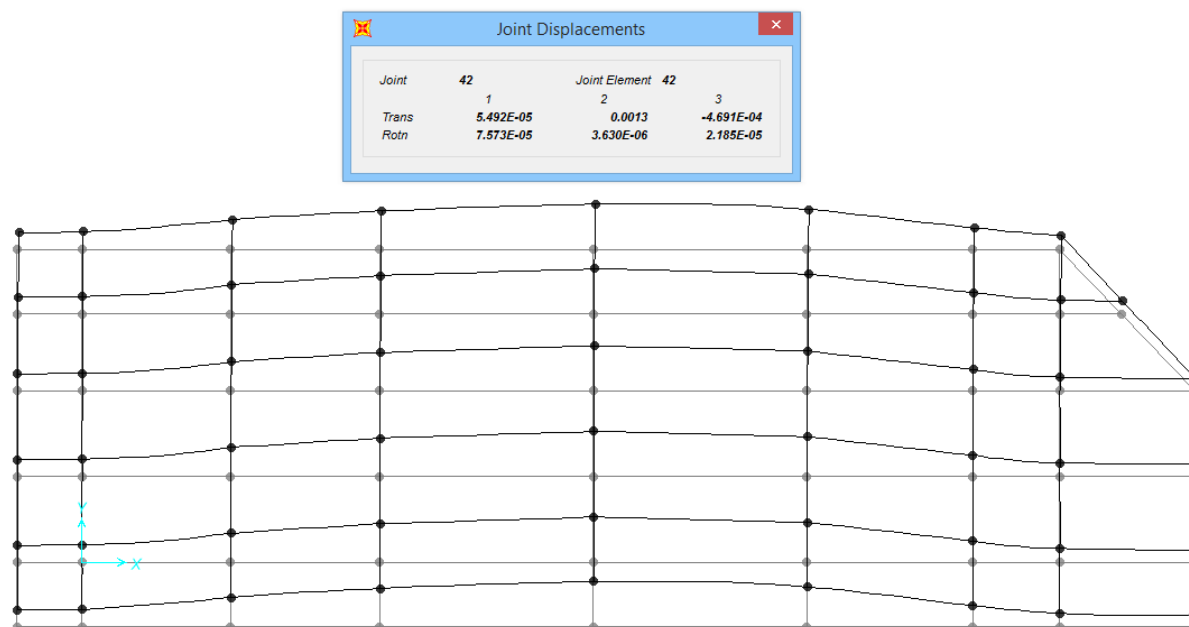 Joint Displacements
Joint 42 Joint Element 42
1 2 3
Trans 5.492E-05 0.0013 -4.691E-04
Rotn 7.573E-05 3.630E-06 2.185E-05
Y
X